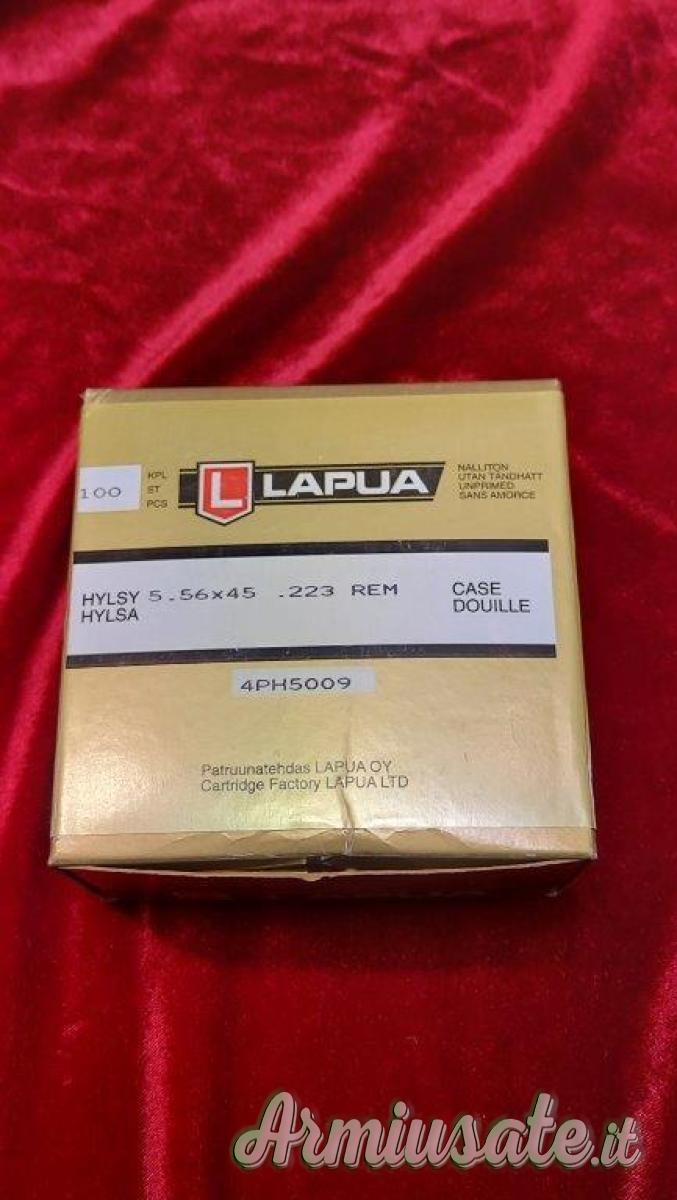 100
KPL
ST
PCS
L LAPUA
NALLITON
UTAN TÄNDHATT
UNPRIMED
SANS AMORCE
HYLSY 5.56x45 .223 REM
HYLSA
CASE
DOUILLE
4PH5009
Patruunatehdas LAPUA OY
Cartridge Factory LAPUA LTD
Armiusate.it